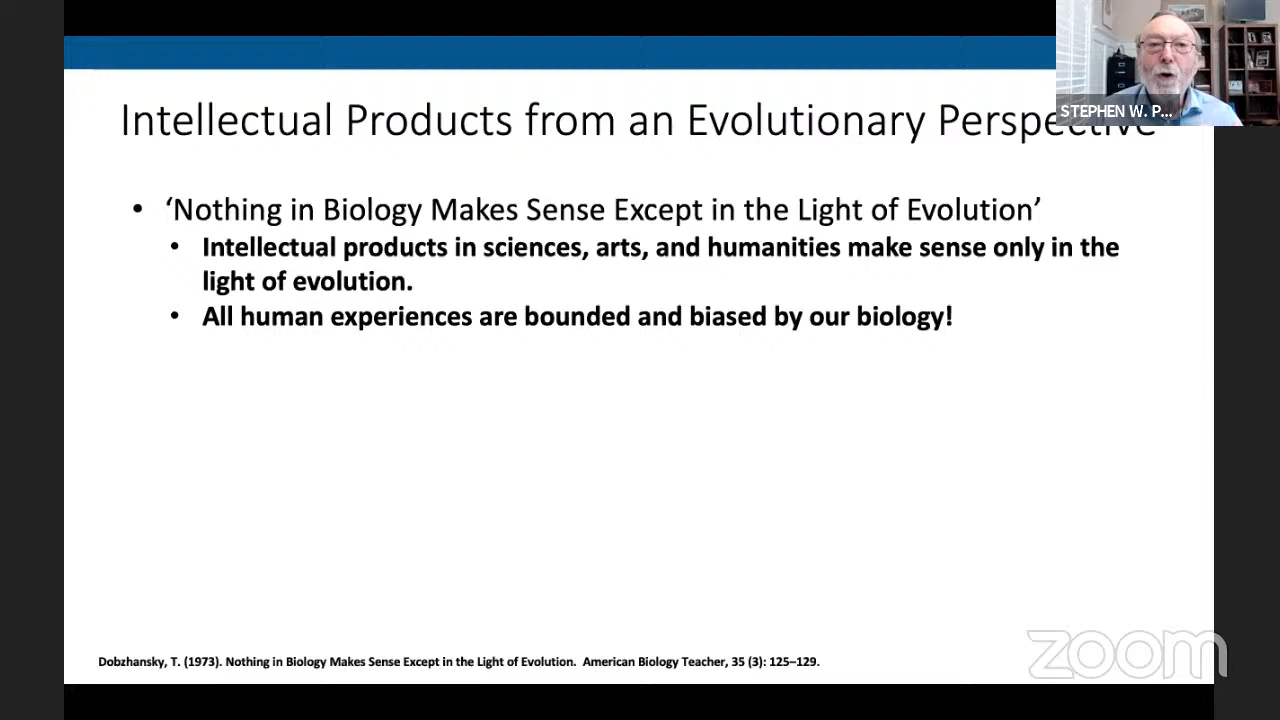 Intellectual Products from an Evolutionary Perspective
STEPHEN W. P...
• ‘Nothing in Biology Makes Sense Except in the Light of Evolution’
• Intellectual products in sciences, arts, and humanities make sense only in the
light of evolution.
• All human experiences are bounded and biased by our biology!
Dobzhansky, T. (1973). Nothing in Biology Makes Sense Except in the Light of Evolution. American Biology Teacher, 35 (3): 125–129.
zoom